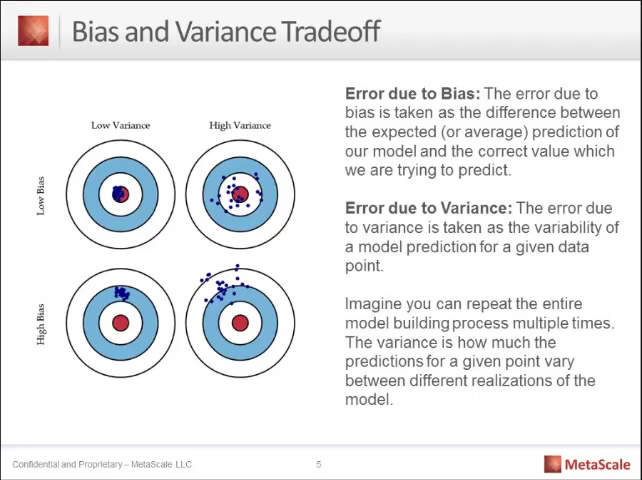 Bias and Variance Tradeoff
Low Variance
High Variance
Low Bias
High Bias
Error due to Bias: The error due to
bias is taken as the difference between
the expected (or average) prediction of
our model and the correct value which
we are trying to predict.
Error due to Variance: The error due
to variance is taken as the variability of
a model prediction for a given data
point.
Imagine you can repeat the entire
model building process multiple times.
The variance is how much the
predictions for a given point vary
between different realizations of the
model.
Confidential and Proprietary – MetaScale LLC
5
MetaScale